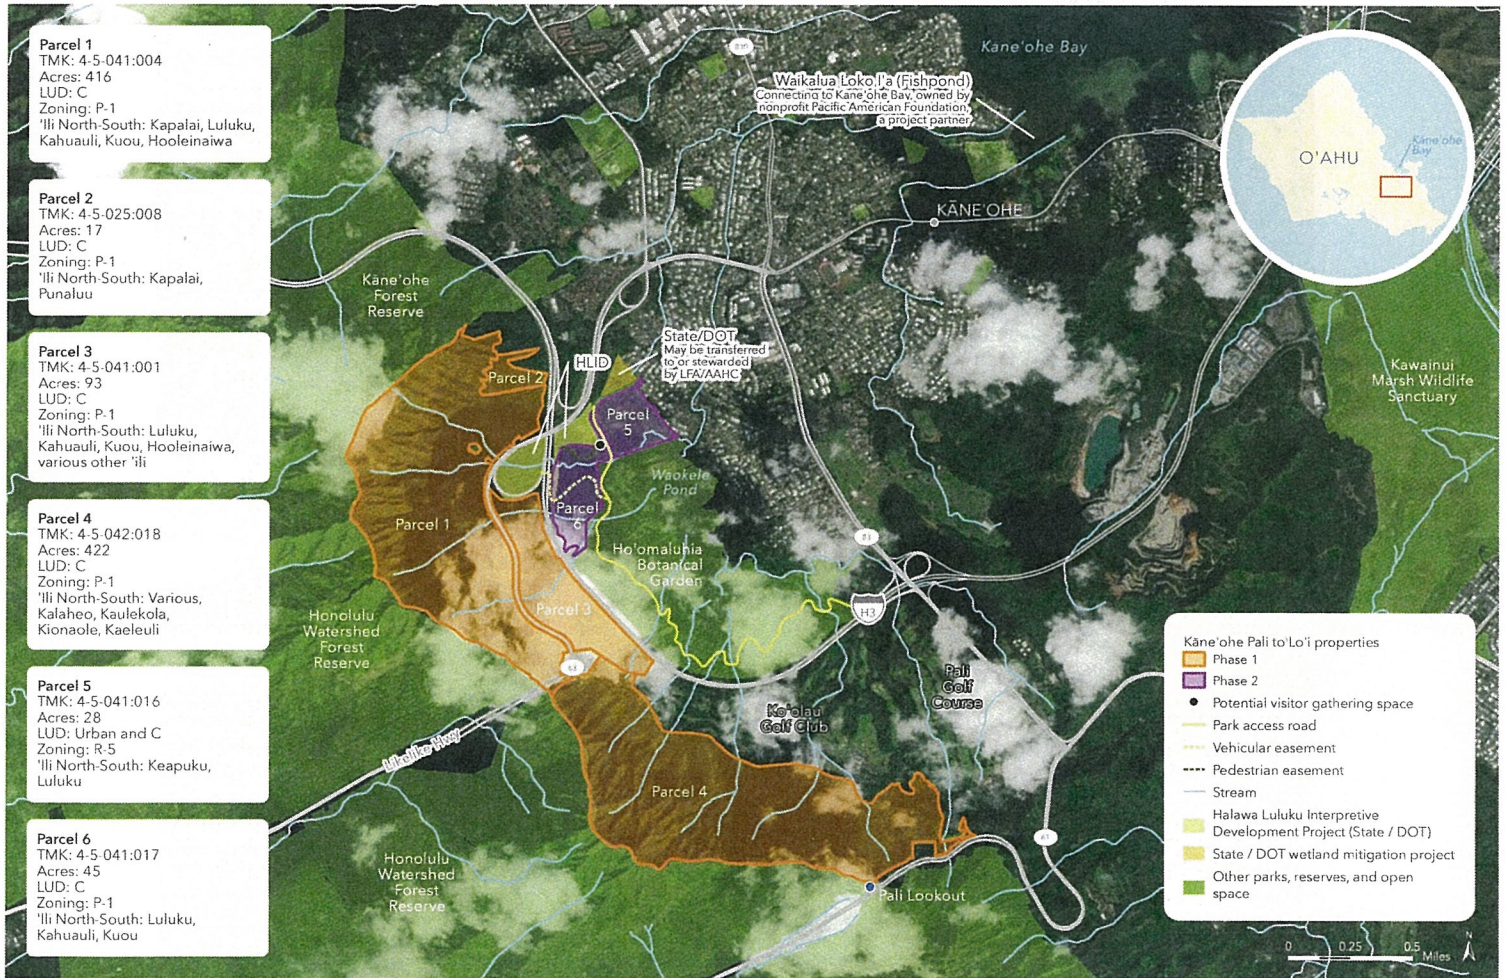 Parcel 1
TMK: 4-5-041:004
Acres: 416
LUD: C
Zoning: P-1
'Ili North-South: Kapalai, Luluku,
Kahuauli, Kuou, Hooleinaiwa
Parcel 2
TMK: 4-5-025:008
Acres: 17
LUD: C
Zoning: P-1
'Ili North-South: Kapalai,
Punaluu
Parcel 3
TMK: 4-5-041:001
Acres: 93
LUD: C
Zoning: P-1
'Ili North-South: Luluku,
Kahuauli, Kuou, Hooleinaiwa,
various other 'ili
Parcel 4
TMK: 4-5-042:018
Acres: 422
LUD: C
Zoning: P-1
'Ili North-South: Various,
Kalaheo, Kaulekola,
Kionaole, Kaeleuli
Parcel 5
TMK: 4-5-041:016
Acres: 28
LUD: Urban and C
Zoning: R-5
'Ili North-South: Keapuku,
Luluku
Parcel 6
TMK: 4-5-041:017
Acres: 45
LUD: C
Zoning: P-1
'Ili North-South: Luluku,
Kahuauli, Kuou
Kāne'ohe Bay
Waikalua Loko I'a (Fishpond)
Connecting to Kāne'ohe Bay, owned by
nonprofit Pacific American Foundation,
a project partner
O'AHU
Kāne'ohe
Bay
KĀNE'OHE
Kāne'ohe
Forest
Reserve
State/DOT
May be transferred
to or stewarded
by LFA/AAHC
HLID
Parcel 2
Parcel
5
Kawainui
Marsh Wildlife
Sanctuary
Waokele
Pond
Parcel 1
Parcel
6
Ho'omaluhia
Botanical
Garden
Parcel 3
H3
Honolulu
Watershed
Forest
Reserve
63
Pali
Golf
Course
Ko'olau
Golf Club
Likelike Hwy
Parcel 4
61
Honolulu
Watershed
Forest
Reserve
Pali Lookout
Kāne'ohe Pali to Lo'i properties
Phase 1
Phase 2
Potential visitor gathering space
Park access road
Vehicular easement
Pedestrian easement
Stream
Halawa Luluku Interpretive
Development Project (State / DOT)
State / DOT wetland mitigation project
Other parks, reserves, and open
space
0 0.25 0.5
Miles N